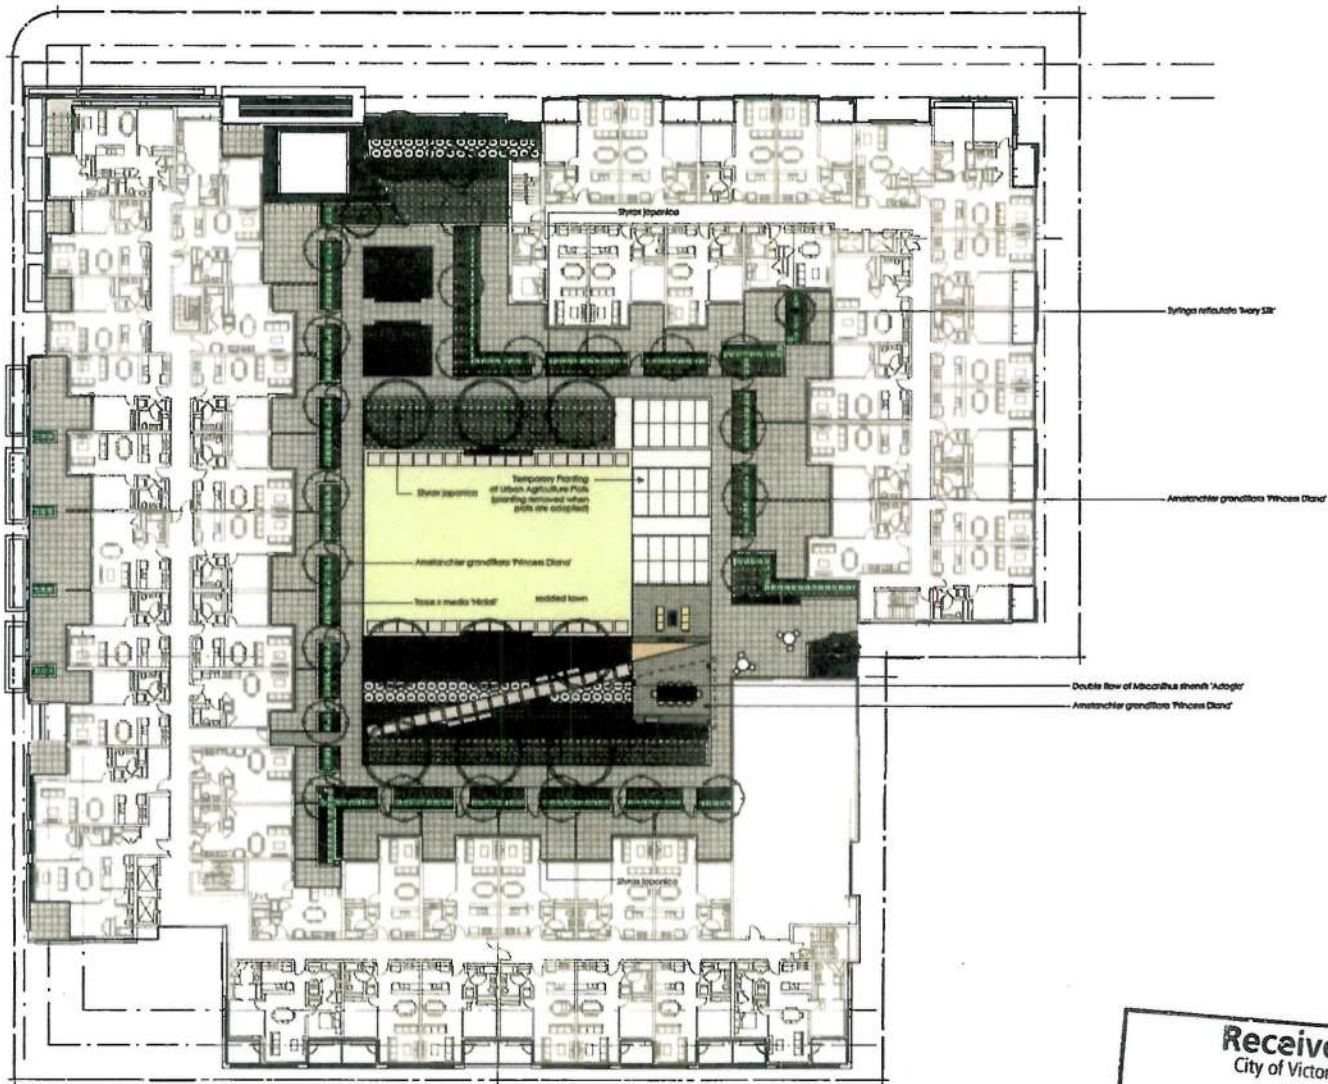 Styrax japonica
Syringa reticulata 'Ivory Silk'
Styrax japonica
Temporary Planting
of Urban Agriculture Plots
(planting removed when
plots are adopted)
Amelanchier grandiflora 'Princess Diana'
Amelanchier grandiflora 'Princess Diana'
Taxus x media 'Hicksii'
sodded lawn
Double Row of Miscanthus sinensis 'Adagio'
Amelanchier grandiflora 'Princess Diana'
Styrax japonica
Receive
City of Victor